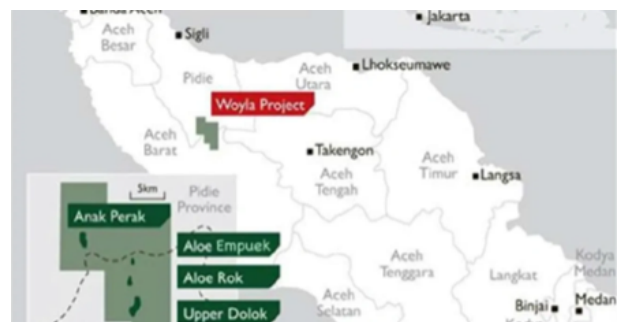 Banda Aceh
Jakarta
Aceh
Besar
Sigli
Pidie
Aceh
Utara
Lhokseumawe
Woyla Project
Aceh
Barat
Takengon
Aceh
Tengah
Aceh
Timur
Langsa
5km
Pidie
Province
Anak Perak
Aloe Empuek
Aloe Rok
Upper Dolok
Aceh
Tenggara
Aceh
Selatan
Langkat
Kodya
Medan
Binjai
Medan